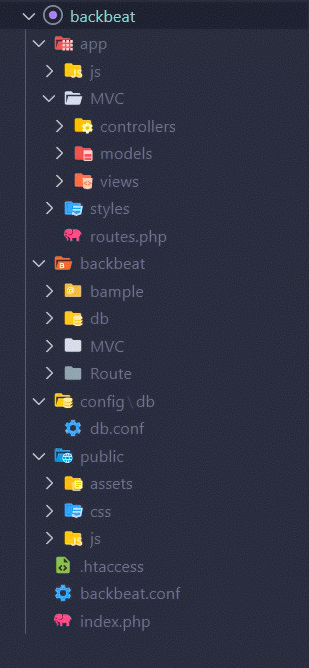 backbeat
app
js
MVC
controllers
models
views
styles
routes.php
backbeat
bample
db
MVC
Route
config\db
db.conf
public
assets
css
js
.htaccess
backbeat.conf
index.php